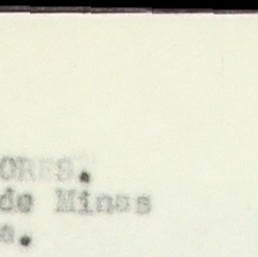 ORES.
de Minas
a.